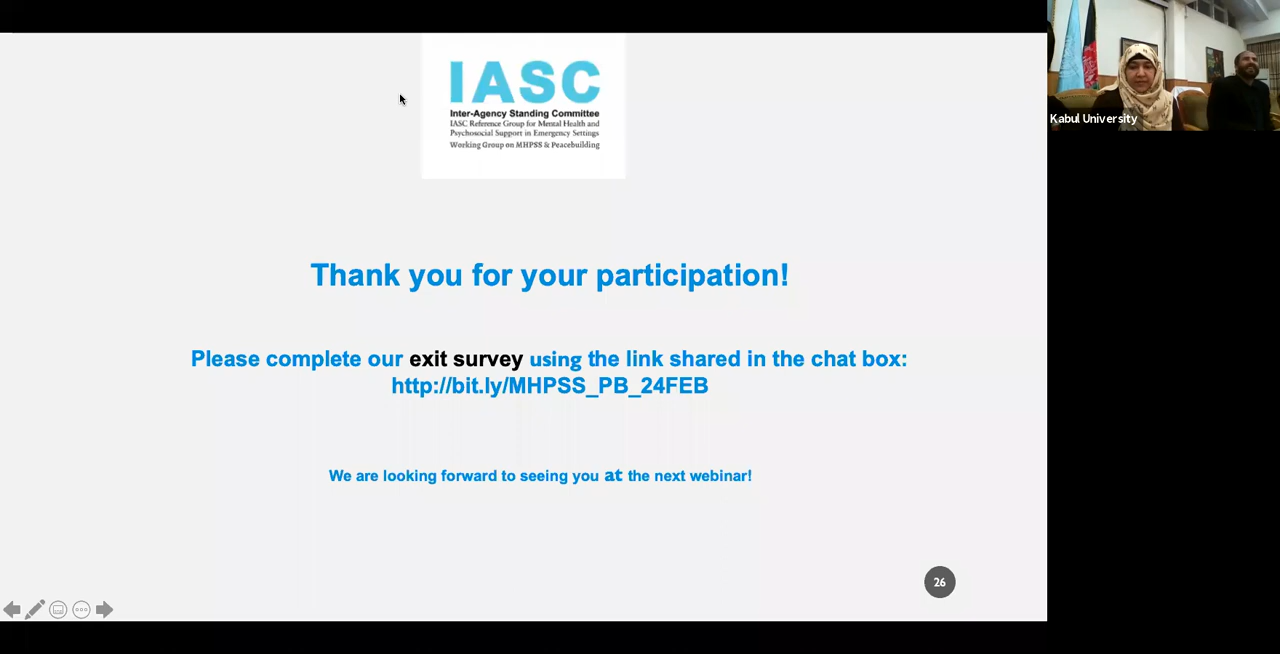 IASC
Inter-Agency Standing Committee
IASC Reference Group for Mental Health and
Psychosocial Support in Emergency Settings
Working Group on MHPSS & Peacebuilding
Kabul University
Thank you for your participation!
Please complete our exit survey using the link shared in the chat box:
http://bit.ly/MHPSS_PB_24FEB
We are looking forward to seeing you at the next webinar!
26